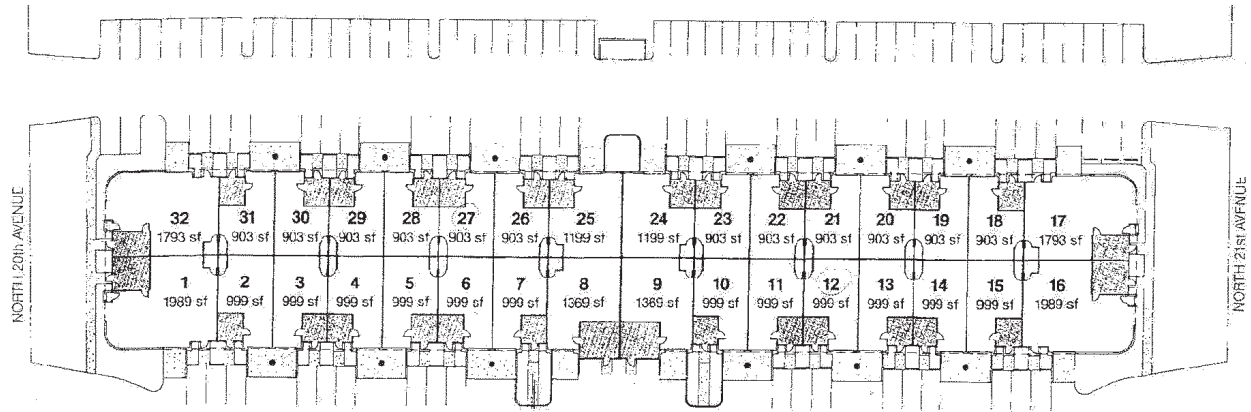 NORTH 20th AVENUE
32 31 30 29 28 27 26 25 24 23 22 21 20 19 18 17
1793 sf 903 sf 903 sf 903 sf 903 sf 903 sf 903 sf 1199 sf 1199 sf 903 sf 903 sf 903 sf 903 sf 903 sf 903 sf 1793 sf
1 2 3 4 5 6 7 8 9 10 11 12 13 14 15 16
1989 sf 999 sf 999 sf 999 sf 999 sf 999 sf 999 sf 1369 sf 1369 sf 999 sf 999 sf 999 sf 999 sf 999 sf 999 sf 1989 sf
NORTH 21st AVENUE